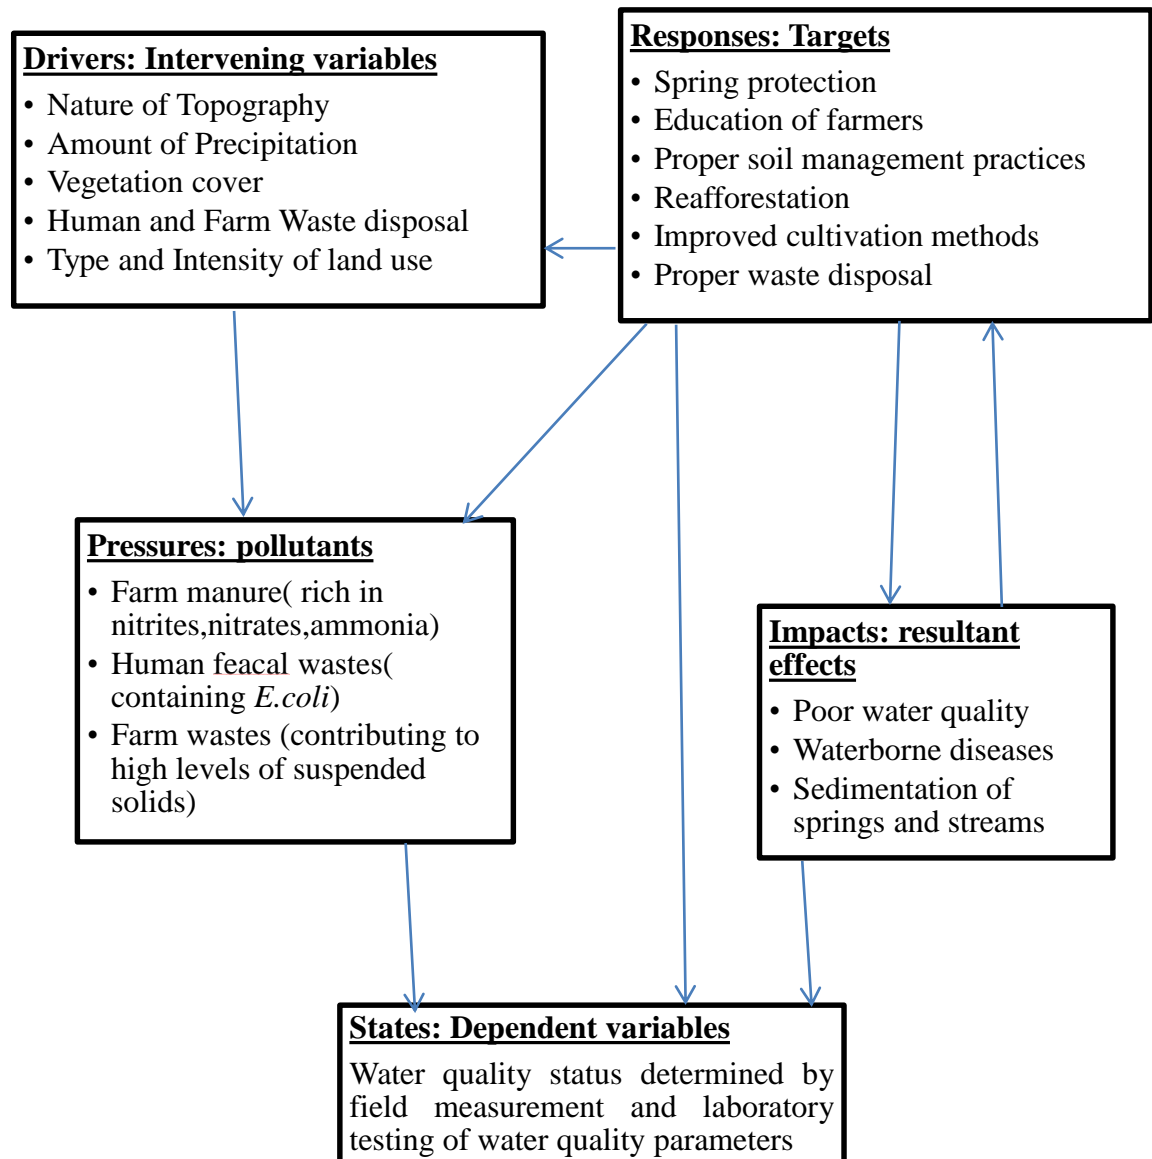 Drivers: Intervening variables
• Nature of Topography
• Amount of Precipitation
• Vegetation cover
• Human and Farm Waste disposal
• Type and Intensity of land use
Responses: Targets
• Spring protection
• Education of farmers
• Proper soil management practices
• Reafforestation
• Improved cultivation methods
• Proper waste disposal
Pressures: pollutants
• Farm manure( rich in
nitrites,nitrates,ammonia)
• Human feacal wastes(
containing E.coli)
• Farm wastes (contributing to
high levels of suspended
solids)
Impacts: resultant
effects
• Poor water quality
• Waterborne diseases
• Sedimentation of
springs and streams
States: Dependent variables
Water quality status determined by
field measurement and laboratory
testing of water quality parameters